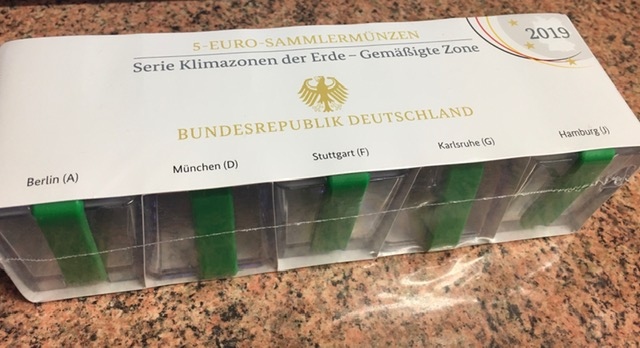 5-EURO-SAMMLERMÜNZEN
Serie Klimazonen der Erde – Gemäßigte Zone
2019
BUNDESREPUBLIK DEUTSCHLAND
Berlin (A)
München (D)
Stuttgart (F)
Karlsruhe (G)
Hamburg (J)